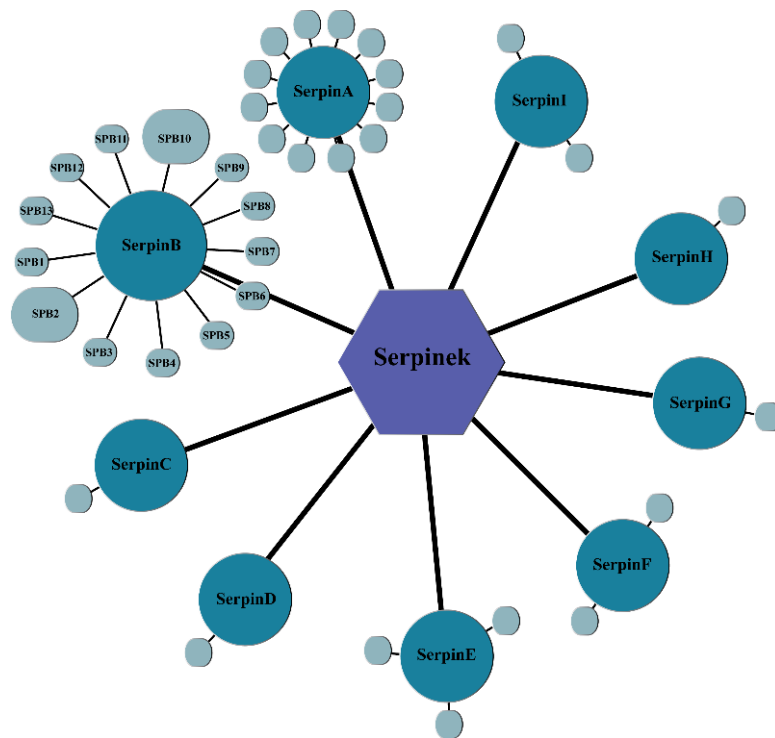 SerpinA
SerpinI
SPB11
SPB10
SPB12
SPB9
SPB13
SPB8
SerpinB
SPB7
SPB1
SPB6
SPB2
SPB5
SPB3
SPB4
SerpinH
Serpinek
SerpinG
SerpinC
SerpinF
SerpinD
SerpinE